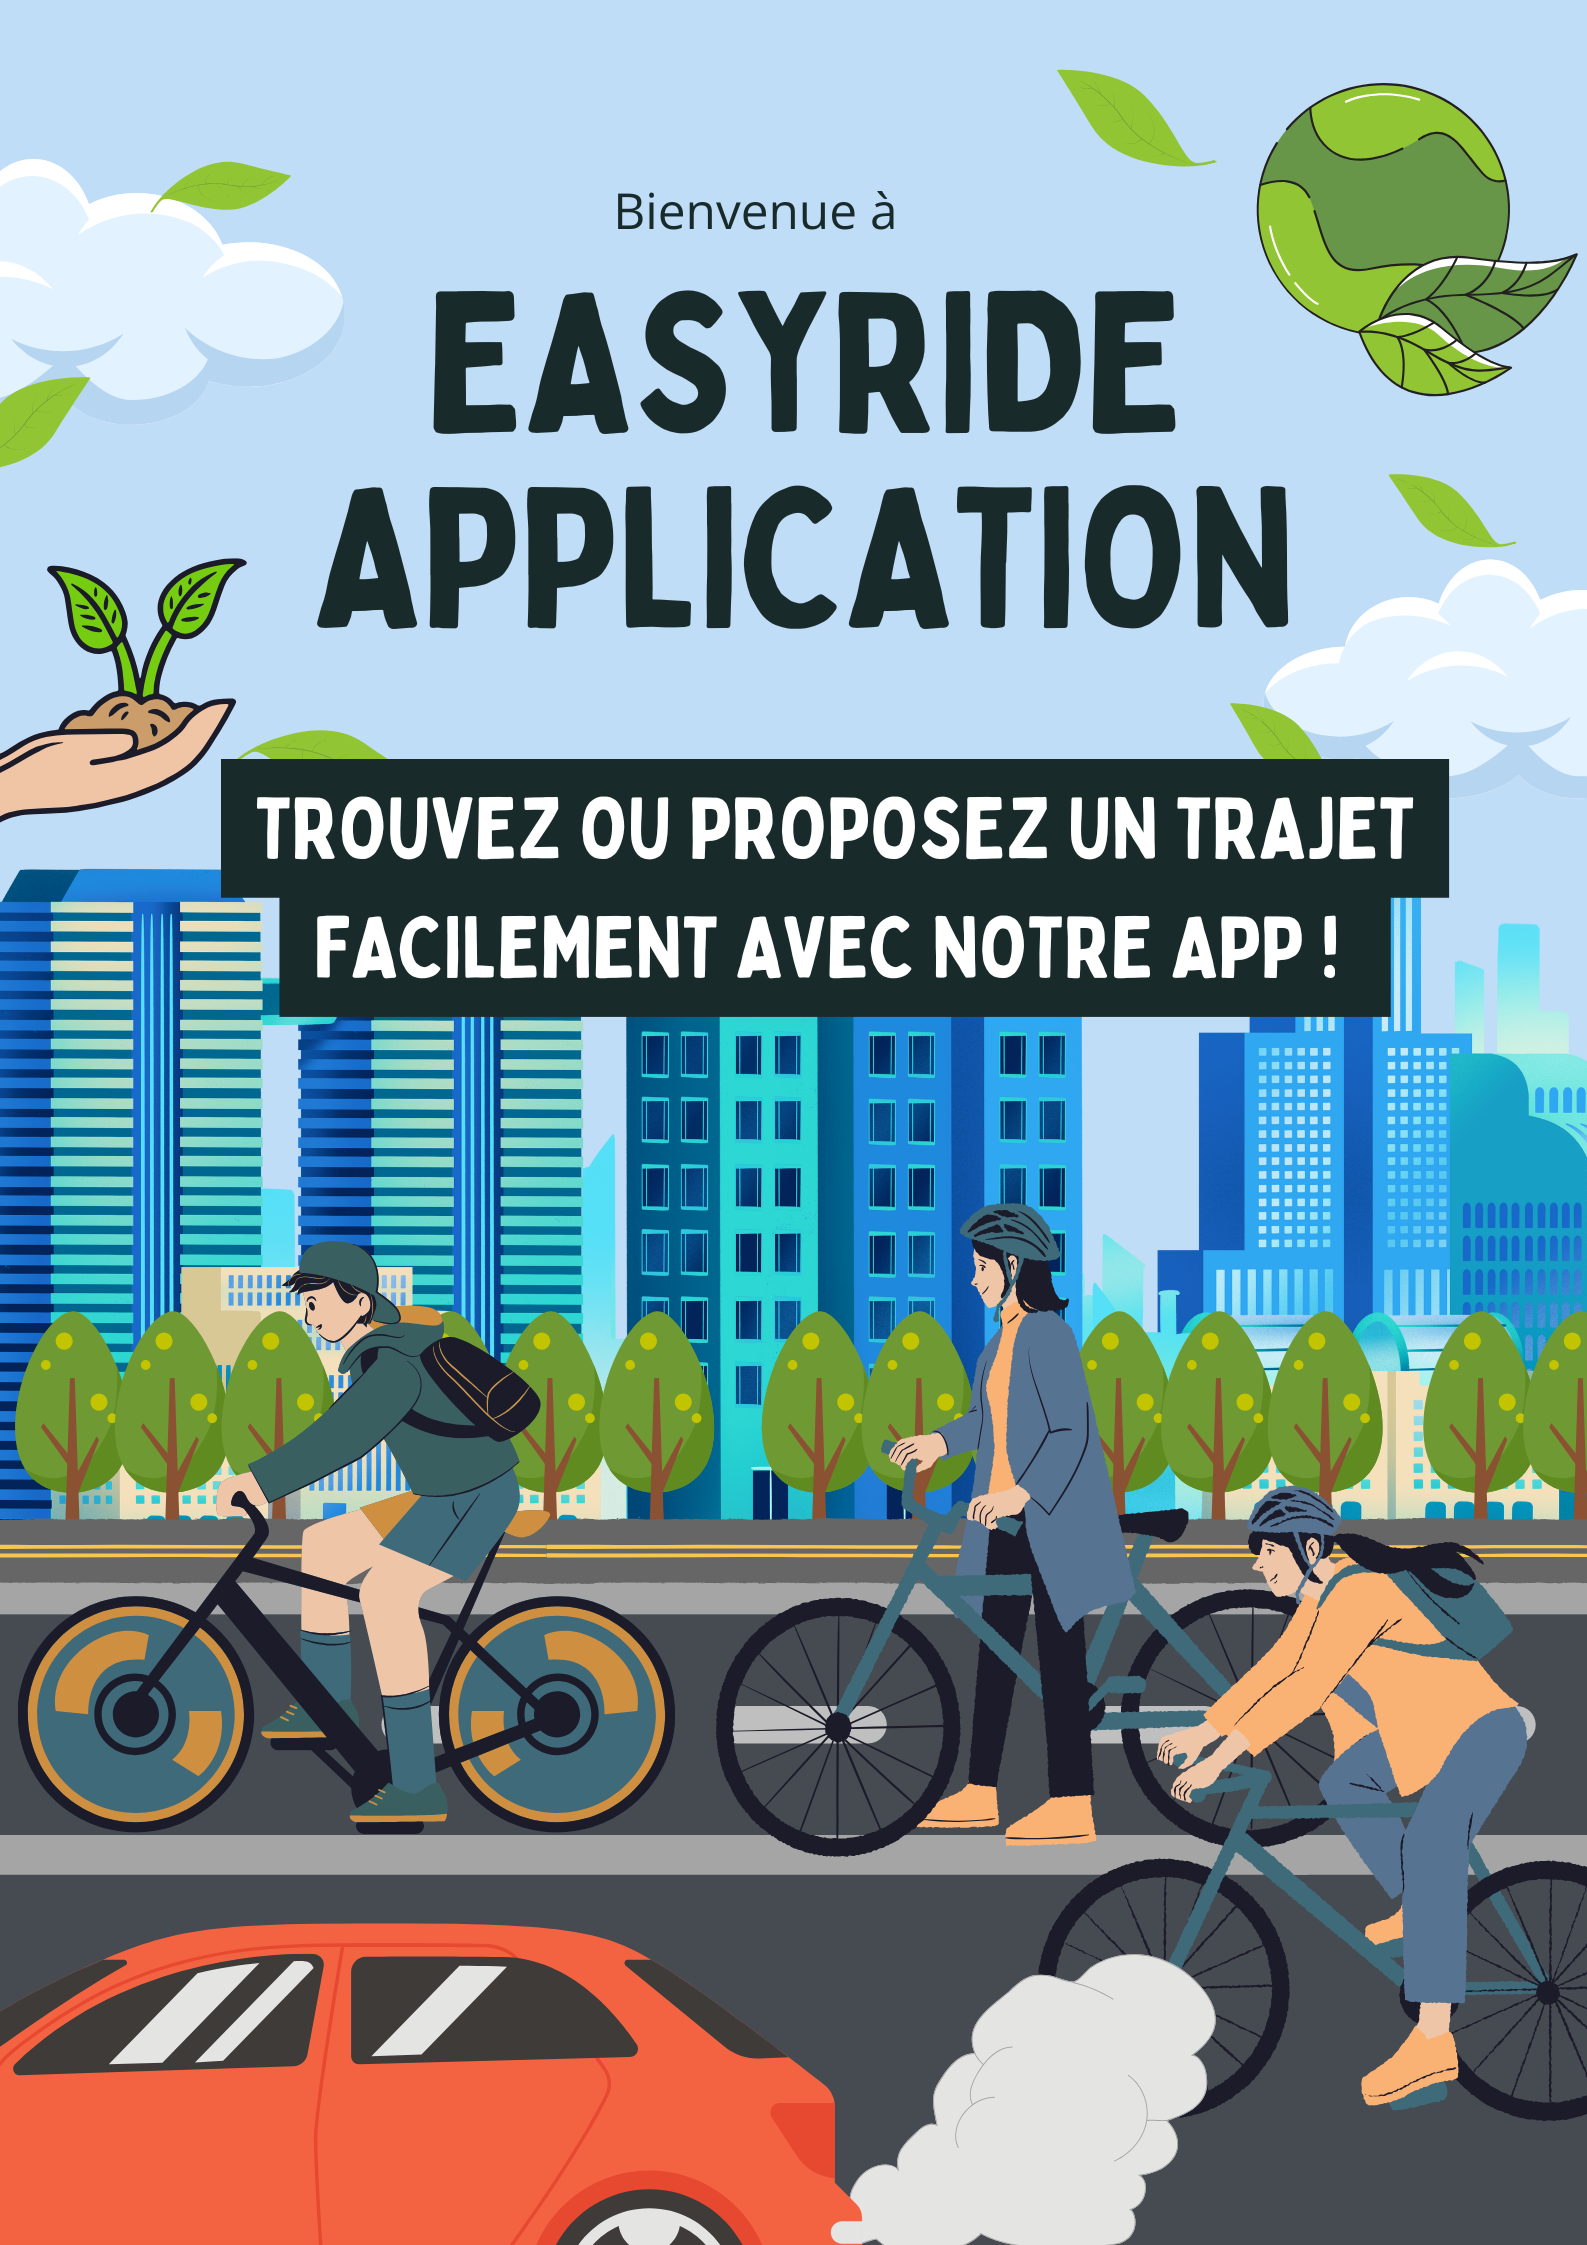 Bienvenue à
EASYRIDE
APPLICATION
TROUVEZ OU PROPOSEZ UN TRAJET
FACILEMENT AVEC NOTRE APP !